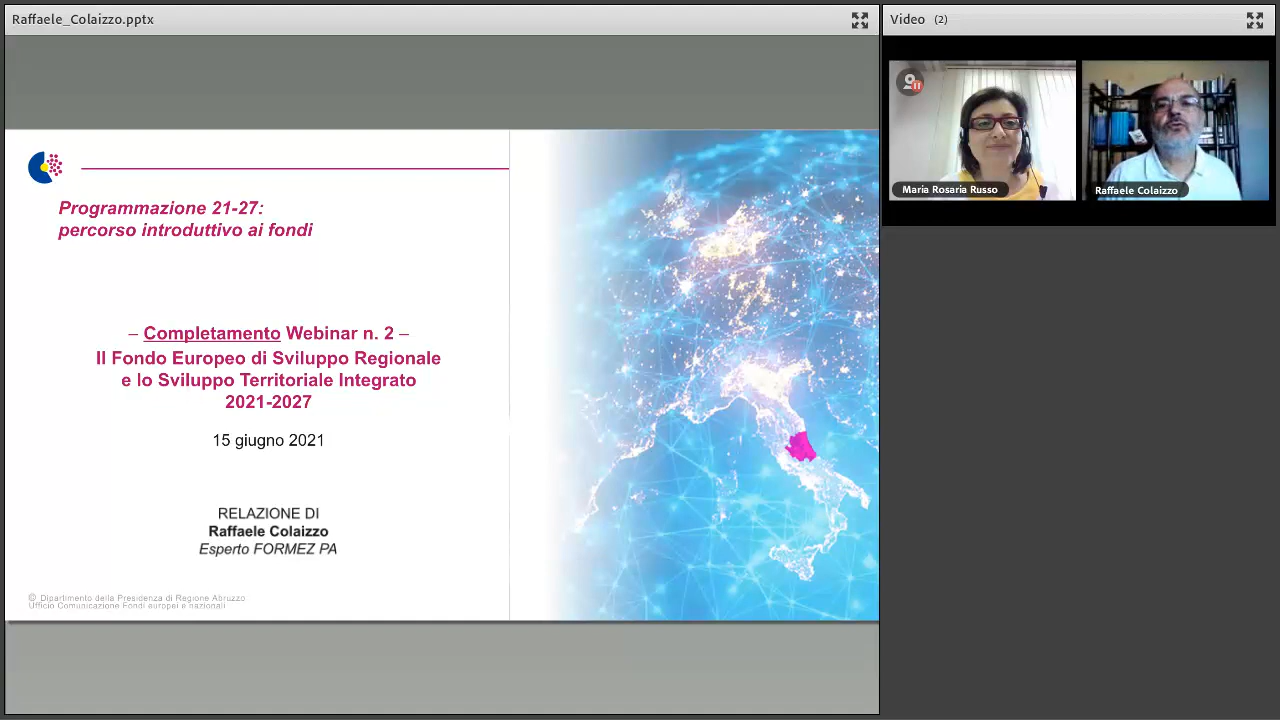 Raffaele_Colaizzo.pptx
Video (2)
Maria Rosaria Russo
Raffaele Colaizzo
Programmazione 21-27:
percorso introduttivo ai fondi
– Completamento Webinar n. 2 –
Il Fondo Europeo di Sviluppo Regionale
e lo Sviluppo Territoriale Integrato
2021-2027
15 giugno 2021
RELAZIONE DI
Raffaele Colaizzo
Esperto FORMEZ PA
© Dipartimento della Presidenza di Regione Abruzzo
Ufficio Comunicazione Fondi europei e nazionali